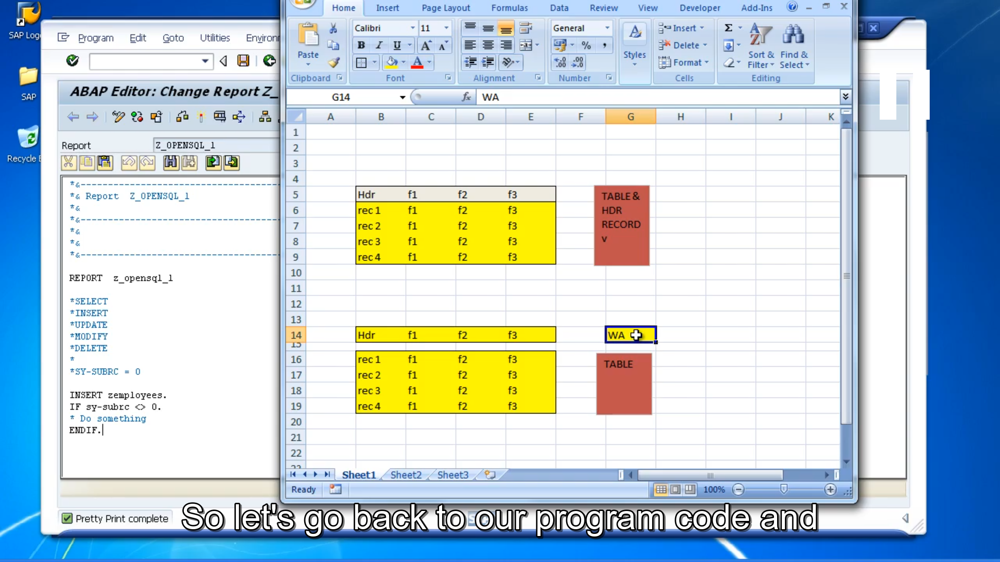 SAP Log
SAP
Recycle B
Program Edit Goto Utilities Environ
ABAP Editor: Change Report Z_
Report Z_OPENSQL_1
*&---------------------------
*& Report Z_OPENSQL_1
*&
*&---------------------------
*&
*&
*&---------------------------
REPORT z_opensql_1
*SELECT
*INSERT
*UPDATE
*MODIFY
*DELETE
*
*SY-SUBRC = 0
INSERT zemployees.
IF sy-subrc <> 0.
* Do something
ENDIF.
Pretty Print complete
Home Insert Page Layout Formulas Data Review View Developer Add-Ins
Paste
Clipboard
Calibri 11
B I U A A
A
Font
Alignment
General
% ,
Number
Styles
Insert
Delete
Format
Cells
Σ
Sort & Filter
Find & Select
Editing
G14 fx WA
A B C D E F G H I J K
1
2
3
4
5 Hdr f1 f2 f3
6 rec 1 f1 f2 f3
7 rec 2 f1 f2 f3
8 rec 3 f1 f2 f3
9 rec 4 f1 f2 f3
TABLE &
HDR
RECORD
v
10
11
12
13
14 Hdr f1 f2 f3 WA
15
16 rec 1 f1 f2 f3
17 rec 2 f1 f2 f3
18 rec 3 f1 f2 f3
19 rec 4 f1 f2 f3
TABLE
20
21
22
Sheet1 Sheet2 Sheet3
Ready 100%
So let's go back to our program code and